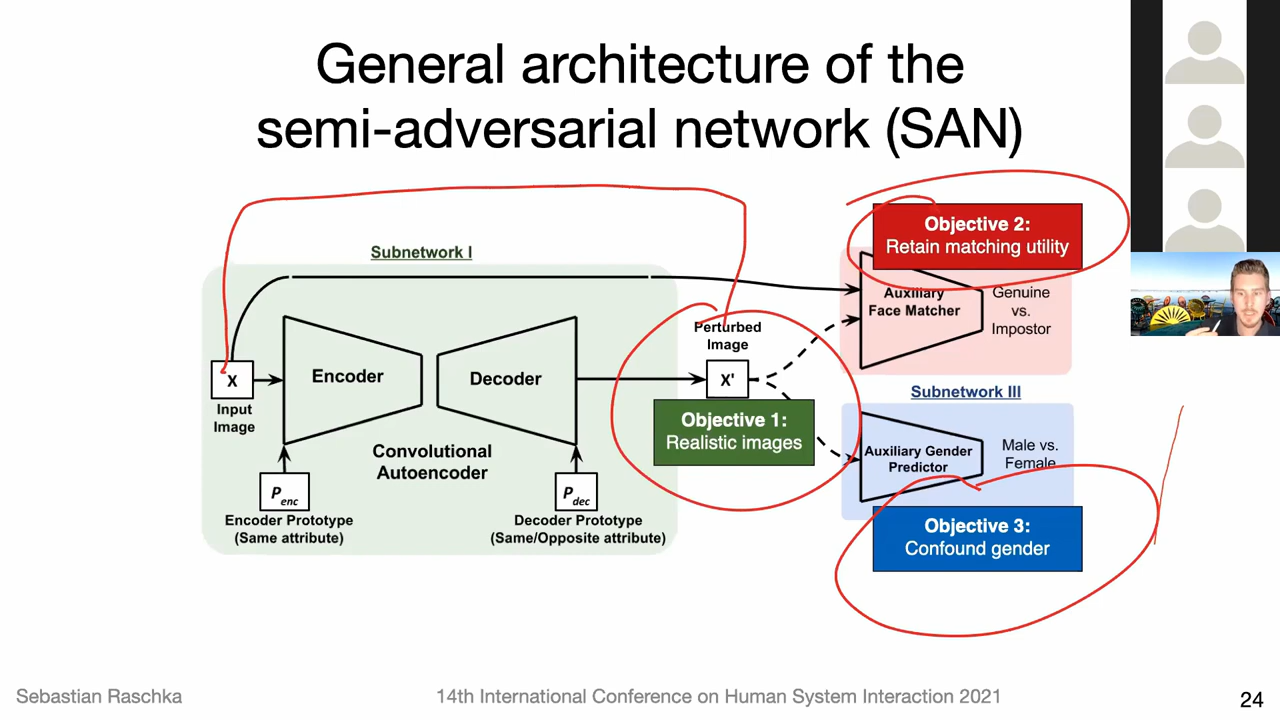 General architecture of the
semi-adversarial network (SAN)
Subnetwork I
X
Input
Image
Encoder
Decoder
Convolutional
Autoencoder
P enc
Encoder Prototype
(Same attribute)
P dec
Decoder Prototype
(Same/Opposite attribute)
Perturbed
Image
X'
Objective 1:
Realistic images
Objective 2:
Retain matching utility
Auxiliary
Face Matcher
Genuine
vs.
Impostor
Subnetwork III
Auxiliary Gender
Predictor
Male vs.
Female
Objective 3:
Confound gender
Sebastian Raschka
14th International Conference on Human System Interaction 2021
24